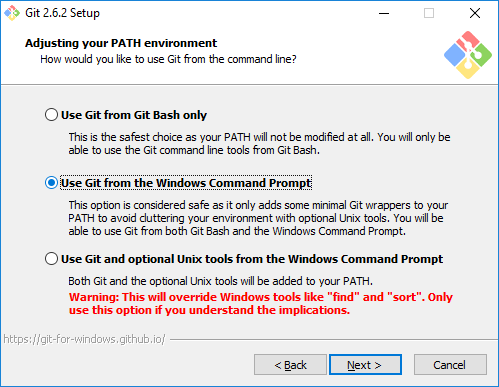 Git 2.6.2 Setup
Adjusting your PATH environment
How would you like to use Git from the command line?
Use Git from Git Bash only
This is the safest choice as your PATH will not be modified at all. You will only be
able to use the Git command line tools from Git Bash.
Use Git from the Windows Command Prompt
This option is considered safe as it only adds some minimal Git wrappers to your
PATH to avoid cluttering your environment with optional Unix tools. You will be
able to use Git from both Git Bash and the Windows Command Prompt.
Use Git and optional Unix tools from the Windows Command Prompt
Both Git and the optional Unix tools will be added to your PATH.
Warning: This will override Windows tools like "find" and "sort". Only
use this option if you understand the implications.
https://git-for-windows.github.io/
< Back Next > Cancel